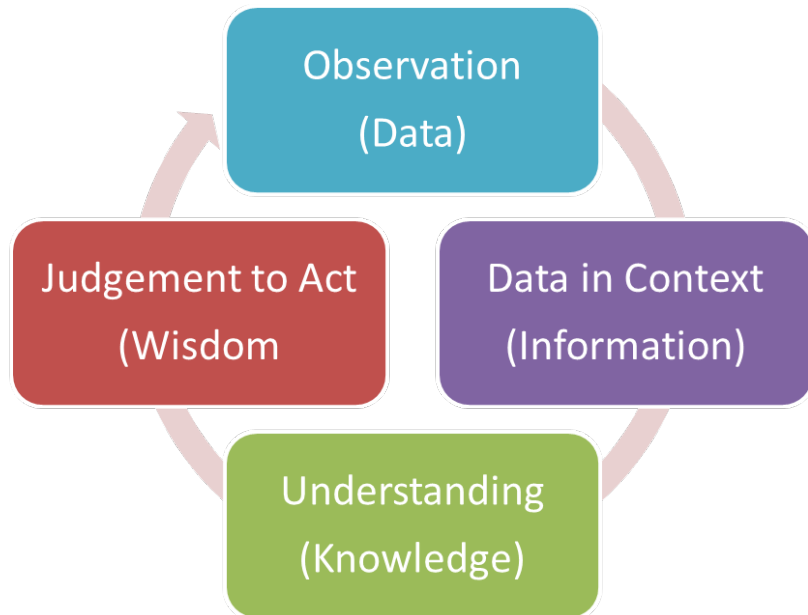 Observation
(Data)
Data in Context
(Information)
Understanding
(Knowledge)
Judgement to Act
(Wisdom